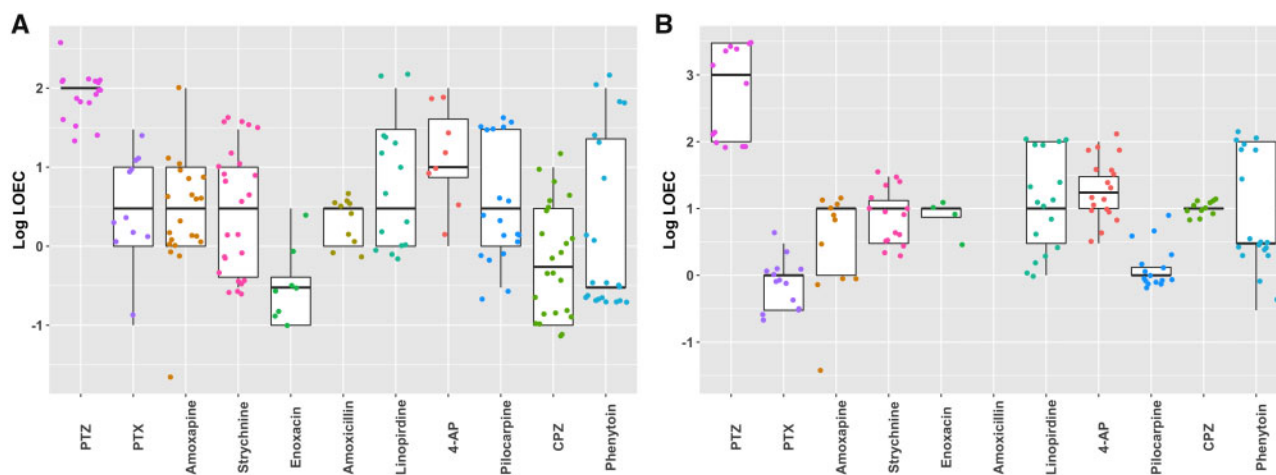 A
Log LOEC
2
1
0
-1
PTZ
PTX
Amoxapine
Strychnine
Enoxacin
Amoxicillin
Linopirdine
4-AP
Pilocarpine
CPZ
Phenytoin
B
Log LOEC
3
2
1
0
-1
PTZ
PTX
Amoxapine
Strychnine
Enoxacin
Amoxicillin
Linopirdine
4-AP
Pilocarpine
CPZ
Phenytoin